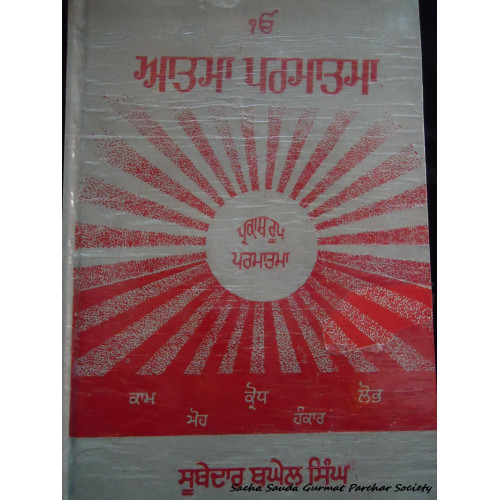 ੴ
ਆਤਮਾ ਪਰਮਾਤਮਾ
ਪ੍ਰਕਾਸ਼ ਰੂਪ
ਪਰਮਾਤਮਾ
ਕਾਮ ਕ੍ਰੋਧ ਲੋਭ
ਮੋਹ ਹੰਕਾਰ
ਸੂਬੇਦਾਰ ਬਘੇਲ ਸਿੰਘ
Sacha Sauda Gurmat Parchar Society